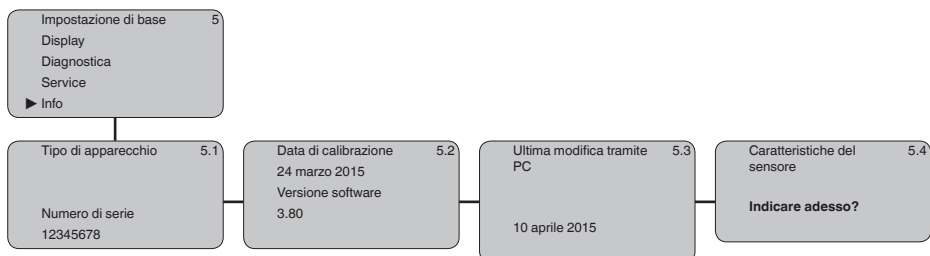 Impostazione di base 5
Display
Diagnostica
Service
▶ Info
Tipo di apparecchio 5.1
Numero di serie
12345678
Data di calibrazione 5.2
24 marzo 2015
Versione software
3.80
Ultima modifica tramite 5.3
PC
10 aprile 2015
Caratteristiche del 5.4
sensore
Indicare adesso?